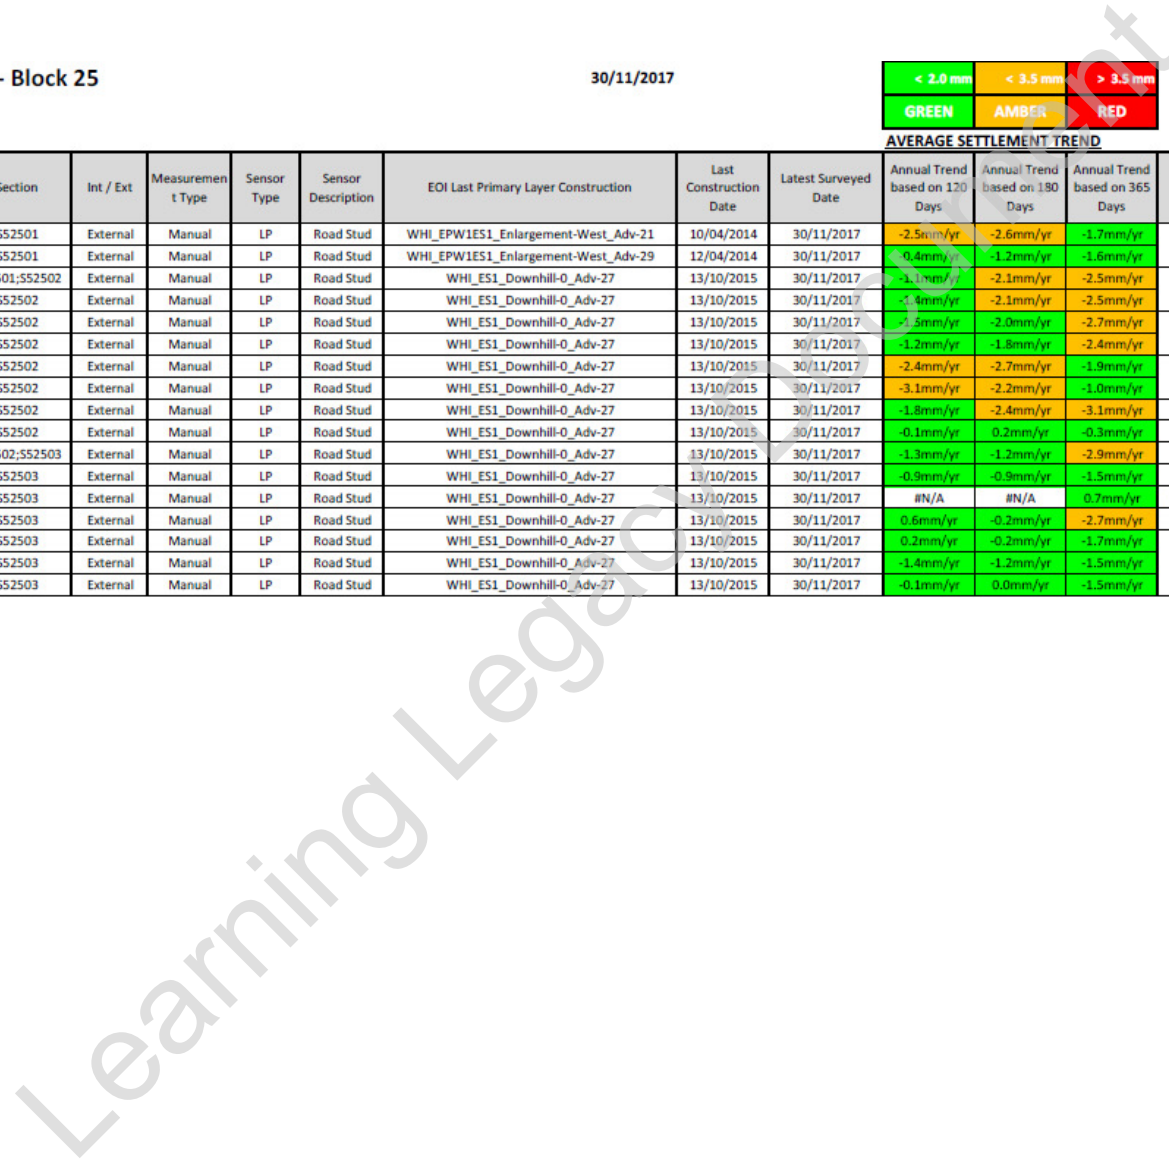 - Block 25 30/11/2017 < 2.0 mm < 3.5 mm > 3.5 mm
GREEN AMBER RED
AVERAGE SETTLEMENT TREND
Section Int / Ext Measurement Type Sensor Type Sensor Description EOI Last Primary Layer Construction Last Construction Date Latest Surveyed Date Annual Trend based on 120 Days Annual Trend based on 180 Days Annual Trend based on 365 Days
S52501 External Manual LP Road Stud WHI_EPW1ES1_Enlargement-West_Adv-21 10/04/2014 30/11/2017 -2.5mm/yr -2.6mm/yr -1.7mm/yr
S52501 External Manual LP Road Stud WHI_EPW1ES1_Enlargement-West_Adv-29 12/04/2014 30/11/2017 -0.4mm/yr -1.2mm/yr -1.6mm/yr
01;S52502 External Manual LP Road Stud WHI_ES1_Downhill-0_Adv-27 13/10/2015 30/11/2017 -1.1mm/yr -2.1mm/yr -2.5mm/yr
S52502 External Manual LP Road Stud WHI_ES1_Downhill-0_Adv-27 13/10/2015 30/11/2017 -1.4mm/yr -2.1mm/yr -2.5mm/yr
S52502 External Manual LP Road Stud WHI_ES1_Downhill-0_Adv-27 13/10/2015 30/11/2017 -1.5mm/yr -2.0mm/yr -2.7mm/yr
S52502 External Manual LP Road Stud WHI_ES1_Downhill-0_Adv-27 13/10/2015 30/11/2017 -1.2mm/yr -1.8mm/yr -2.4mm/yr
S52502 External Manual LP Road Stud WHI_ES1_Downhill-0_Adv-27 13/10/2015 30/11/2017 -2.4mm/yr -2.7mm/yr -1.9mm/yr
S52502 External Manual LP Road Stud WHI_ES1_Downhill-0_Adv-27 13/10/2015 30/11/2017 -3.1mm/yr -2.2mm/yr -1.0mm/yr
S52502 External Manual LP Road Stud WHI_ES1_Downhill-0_Adv-27 13/10/2015 30/11/2017 -1.8mm/yr -2.4mm/yr -3.1mm/yr
S52502 External Manual LP Road Stud WHI_ES1_Downhill-0_Adv-27 13/10/2015 30/11/2017 -0.1mm/yr 0.2mm/yr -0.3mm/yr
02;S52503 External Manual LP Road Stud WHI_ES1_Downhill-0_Adv-27 13/10/2015 30/11/2017 -1.3mm/yr -1.2mm/yr -2.9mm/yr
S52503 External Manual LP Road Stud WHI_ES1_Downhill-0_Adv-27 13/10/2015 30/11/2017 -0.9mm/yr -0.9mm/yr -1.5mm/yr
S52503 External Manual LP Road Stud WHI_ES1_Downhill-0_Adv-27 13/10/2015 30/11/2017 #N/A #N/A 0.7mm/yr
S52503 External Manual LP Road Stud WHI_ES1_Downhill-0_Adv-27 13/10/2015 30/11/2017 0.6mm/yr -0.2mm/yr -2.7mm/yr
S52503 External Manual LP Road Stud WHI_ES1_Downhill-0_Adv-27 13/10/2015 30/11/2017 0.2mm/yr -0.2mm/yr -1.7mm/yr
S52503 External Manual LP Road Stud WHI_ES1_Downhill-0_Adv-27 13/10/2015 30/11/2017 -1.4mm/yr -1.2mm/yr -1.5mm/yr
S52503 External Manual LP Road Stud WHI_ES1_Downhill-0_Adv-27 13/10/2015 30/11/2017 -0.1mm/yr 0.0mm/yr -1.5mm/yr
Learning Legacy Document